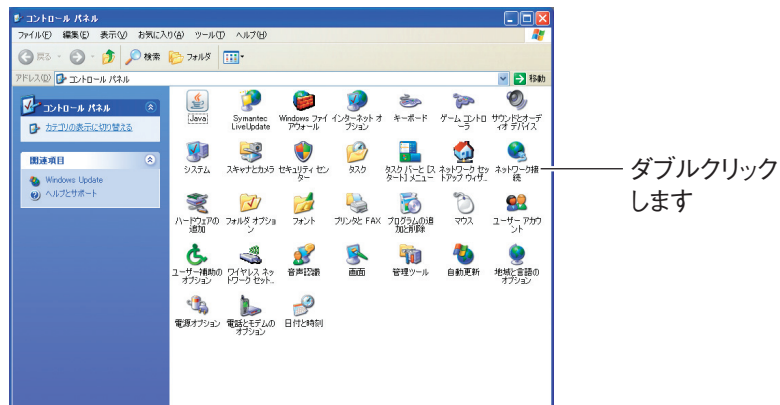 コントロール パネル
ファイル(F) 編集(E) 表示(V) お気に入り(A) ツール(T) ヘルプ(H)
戻る 検索 フォルダ
アドレス(D) コントロール パネル 移動
コントロール パネル
カテゴリの表示に切り替える
関連項目
Windows Update
ヘルプとサポート
Java
Symantec
LiveUpdate
Windows ファイ
アウォール
インターネット オ
プション
キーボード
ゲーム コントロ
ーラ
サウンドとオーデ
ィオ デバイス
システム
スキャナとカメラ
セキュリティ セン
ター
タスク
タスク バーと [ス
タート] メニュー
ネットワーク セッ
トアップ ウィザ...
ネットワーク接
続
ハードウェアの
追加
フォルダ オプショ
ン
フォント
プリンタと FAX
プログラムの追
加と削除
マウス
ユーザー アカウ
ント
ユーザー補助の
オプション
ワイヤレス ネッ
トワーク セット...
音声認識
画面
管理ツール
自動更新
地域と言語の
オプション
電源オプション
電話とモデムの
オプション
日付と時刻
ダブルクリック
します